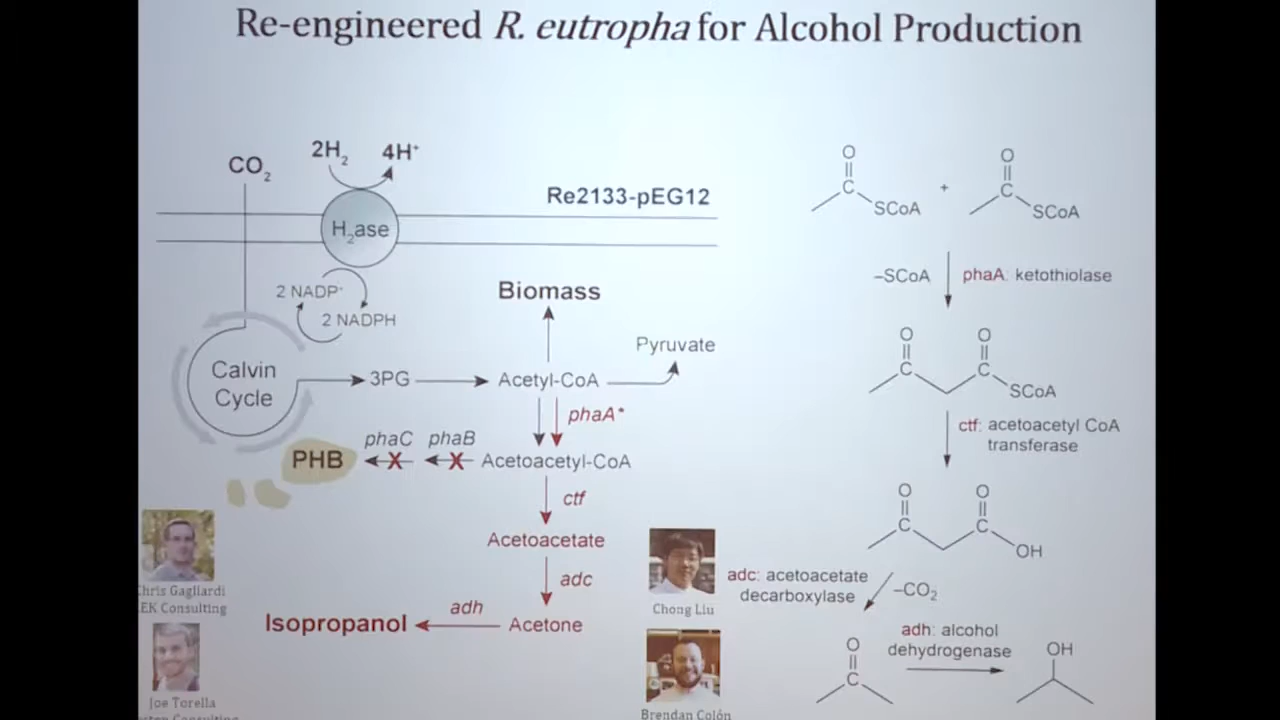 Re-engineered R. eutropha for Alcohol Production
CO₂
2H₂
4H⁺
Re2133-pEG12
H₂ase
2 NADP⁺
2 NADPH
Biomass
Pyruvate
Calvin
Cycle
3PG
Acetyl-CoA
phaA*
phaC
phaB
PHB
X
X
Acetoacetyl-CoA
ctf
Acetoacetate
adc
Isopropanol
adh
Acetone
Chris Gagliardi
EK Consulting
Joe Torella
Consulting
Chong Liu
Brendan Colón
O
C
SCoA
+
O
C
SCoA
–SCoA
phaA: ketothiolase
O
C
O
C
SCoA
ctf: acetoacetyl CoA
transferase
O
C
O
C
OH
adc: acetoacetate
decarboxylase
–CO₂
adh: alcohol
dehydrogenase
O
C
OH